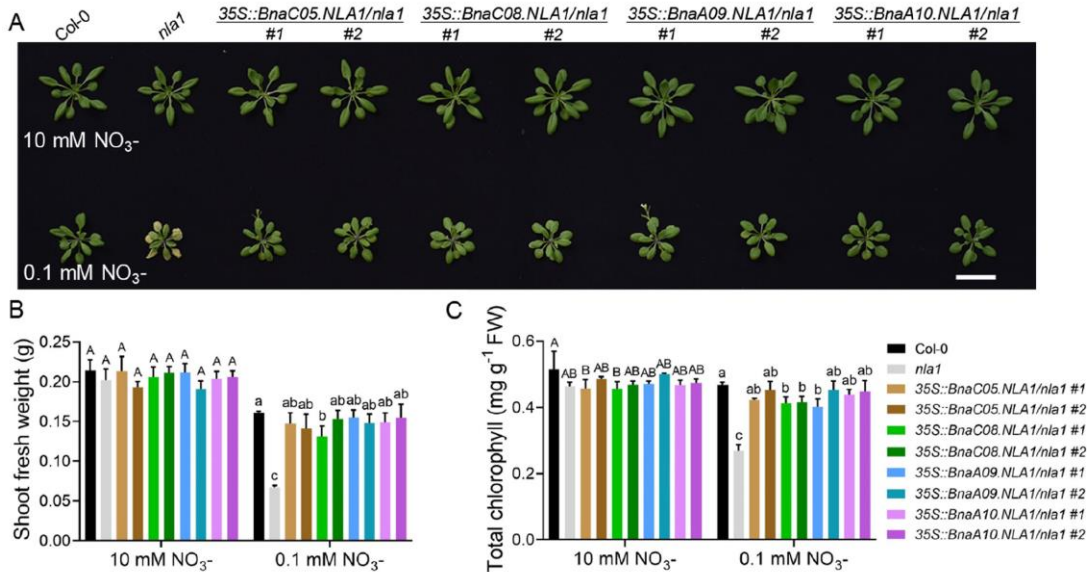 A
Col-0 nla1 35S::BnaC05.NLA1/nla1 35S::BnaC08.NLA1/nla1 35S::BnaA09.NLA1/nla1 35S::BnaA10.NLA1/nla1
#1 #2 #1 #2 #1 #2 #1 #2
10 mM NO₃-
0.1 mM NO₃-
B
Shoot fresh weight (g)
0.25
0.20
0.15
0.10
0.05
0.00
A A A A A A A A A A
a c ab ab b ab ab ab ab ab
10 mM NO₃- 0.1 mM NO₃-
C
Total chlorophyll (mg g⁻¹ FW)
0.6
0.4
0.2
0.0
A AB B AB B AB AB AB AB AB
a c ab ab b b b ab ab ab
10 mM NO₃- 0.1 mM NO₃-
Col-0
nla1
35S::BnaC05.NLA1/nla1 #1
35S::BnaC05.NLA1/nla1 #2
35S::BnaC08.NLA1/nla1 #1
35S::BnaC08.NLA1/nla1 #2
35S::BnaA09.NLA1/nla1 #1
35S::BnaA09.NLA1/nla1 #2
35S::BnaA10.NLA1/nla1 #1
35S::BnaA10.NLA1/nla1 #2